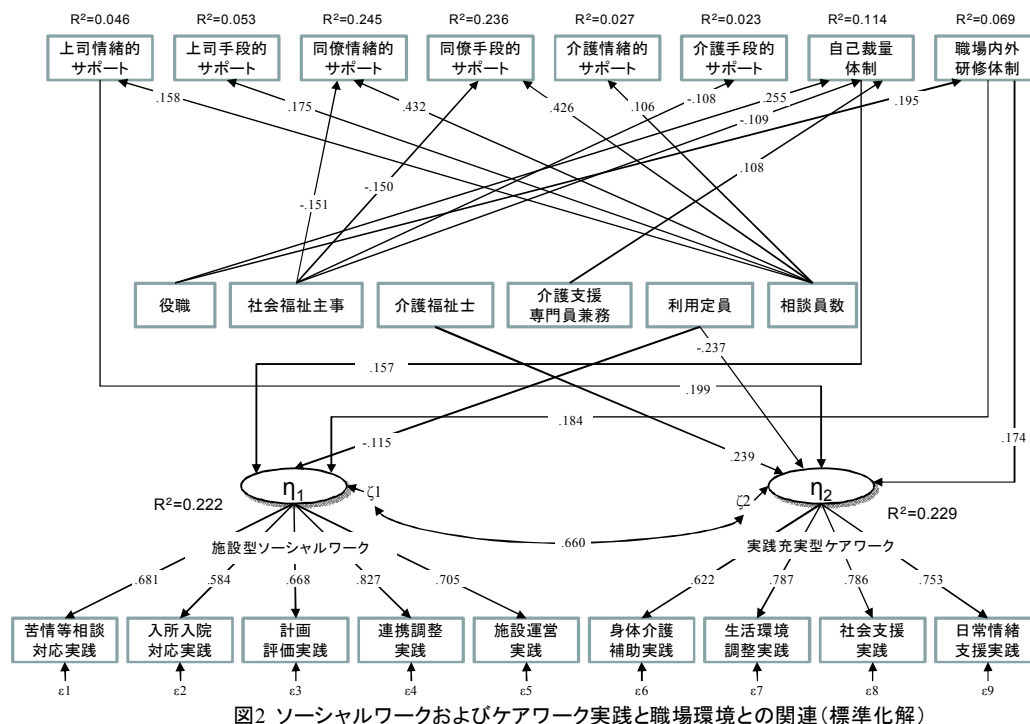 R²=0.046 R²=0.053 R²=0.245 R²=0.236 R²=0.027 R²=0.023 R²=0.114 R²=0.069
上司情緒的
サポート
上司手段的
サポート
同僚情緒的
サポート
同僚手段的
サポート
介護情緒的
サポート
介護手段的
サポート
自己裁量
体制
職場内外
研修体制
.158
.175
.432
.426
.106
-.108
.255
-.109
.195
.108
-.150
-.151
役職
社会福祉主事
介護福祉士
介護支援
専門員兼務
利用定員
相談員数
-.237
.157
.199
.184
.174
-.115
.239
η₁
ζ1
ζ2
η₂
R²=0.222
R²=0.229
.660
施設型ソーシャルワーク
実践充実型ケアワーク
.681
.584
.668
.827
.705
.622
.787
.786
.753
苦情等相談
対応実践
入所入院
対応実践
計画
評価実践
連携調整
実践
施設運営
実践
身体介護
補助実践
生活環境
調整実践
社会支援
実践
日常情緒
支援実践
ε1 ε2 ε3 ε4 ε5 ε6 ε7 ε8 ε9
図2 ソーシャルワークおよびケアワーク実践と職場環境との関連(標準化解)